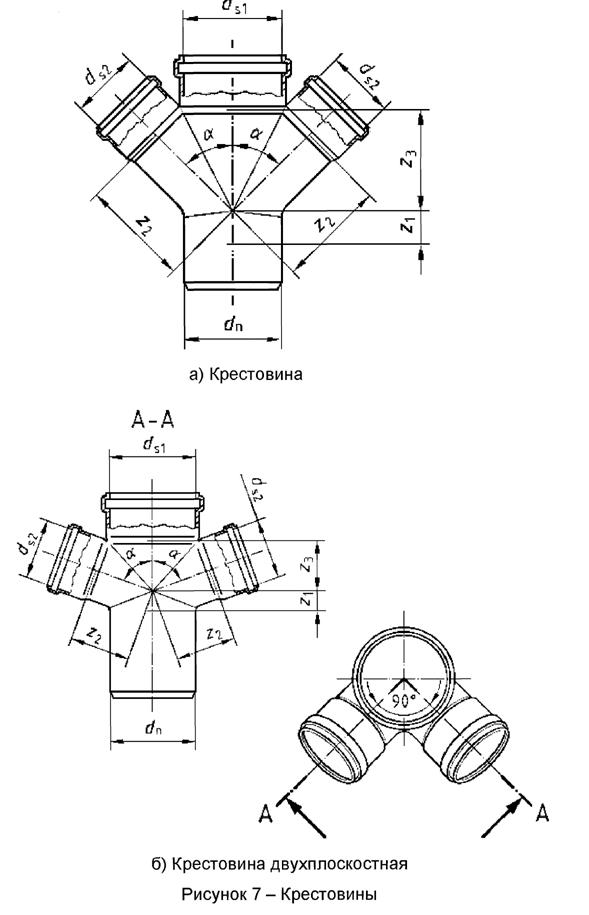 ds1
ds2
ds2
α
α
z3
z2
z2
z1
dn
а) Крестовина
А–А
ds1
ds2
ds2
α
α
z3
z1
z2
z2
dn
90°
А
А
б) Крестовина двухплоскостная
Рисунок 7 – Крестовины